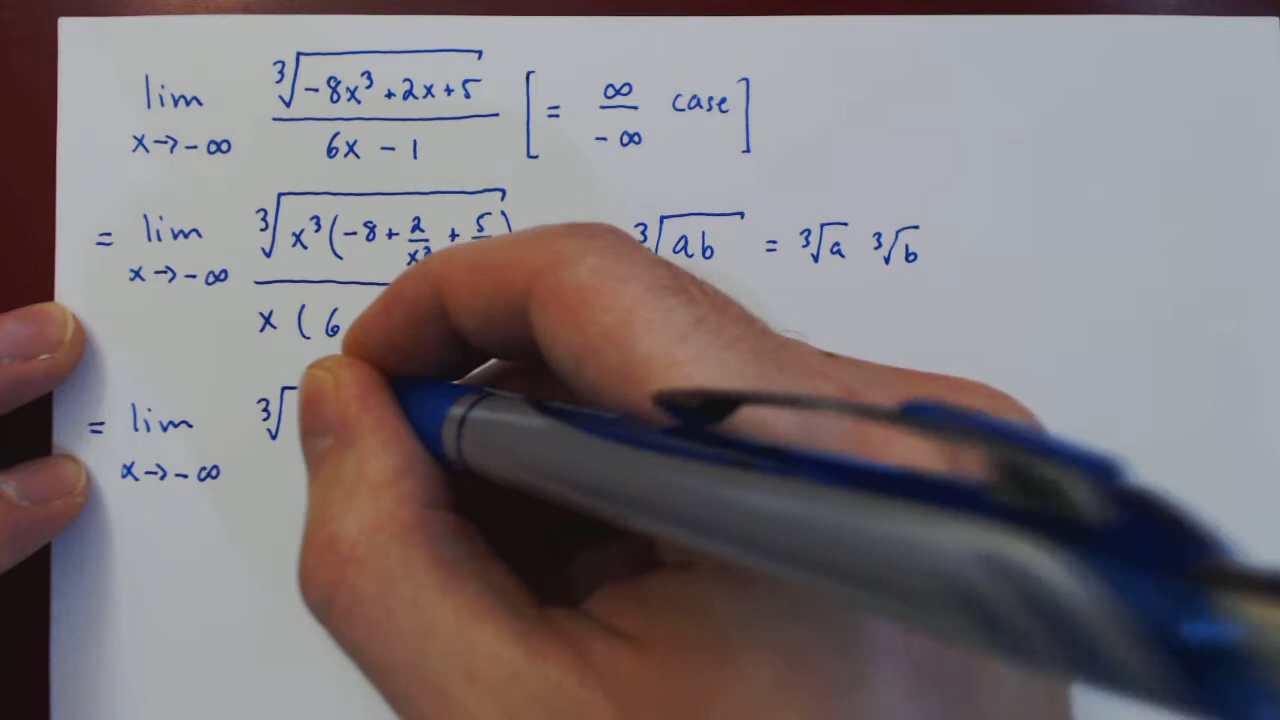 lim x→-∞ ∛(-8x³+2x+5) / (6x - 1) [= ∞/-∞ case]
= lim x→-∞ ∛(x³(-8+2/x²+5/ ) / x(6 ∛(ab) = ∛a ∛b
= lim x→-∞ ∛